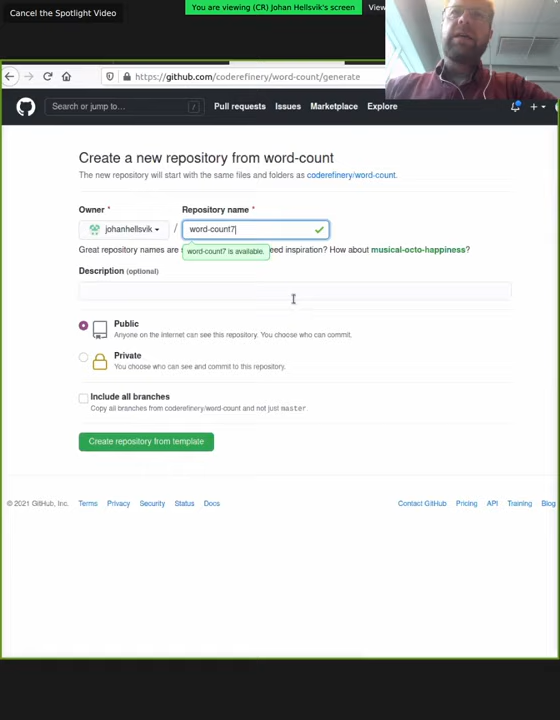 Cancel the Spotlight Video
You are viewing (CR) Johan Hellsvik's screen
View
https://github.com/coderefinery/word-count/generate
Search or jump to…
/
Pull requests
Issues
Marketplace
Explore
Create a new repository from word-count
The new repository will start with the same files and folders as coderefinery/word-count.
Owner *
Repository name *
johanhellsvik
/
word-count7
Great repository names are
eed inspiration? How about musical-octo-happiness?
word-count7 is available.
Description (optional)
Public
Anyone on the internet can see this repository. You choose who can commit.
Private
You choose who can see and commit to this repository.
Include all branches
Copy all branches from coderefinery/word-count and not just master.
Create repository from template
© 2021 GitHub, Inc.
Terms
Privacy
Security
Status
Docs
Contact GitHub
Pricing
API
Training
Blog